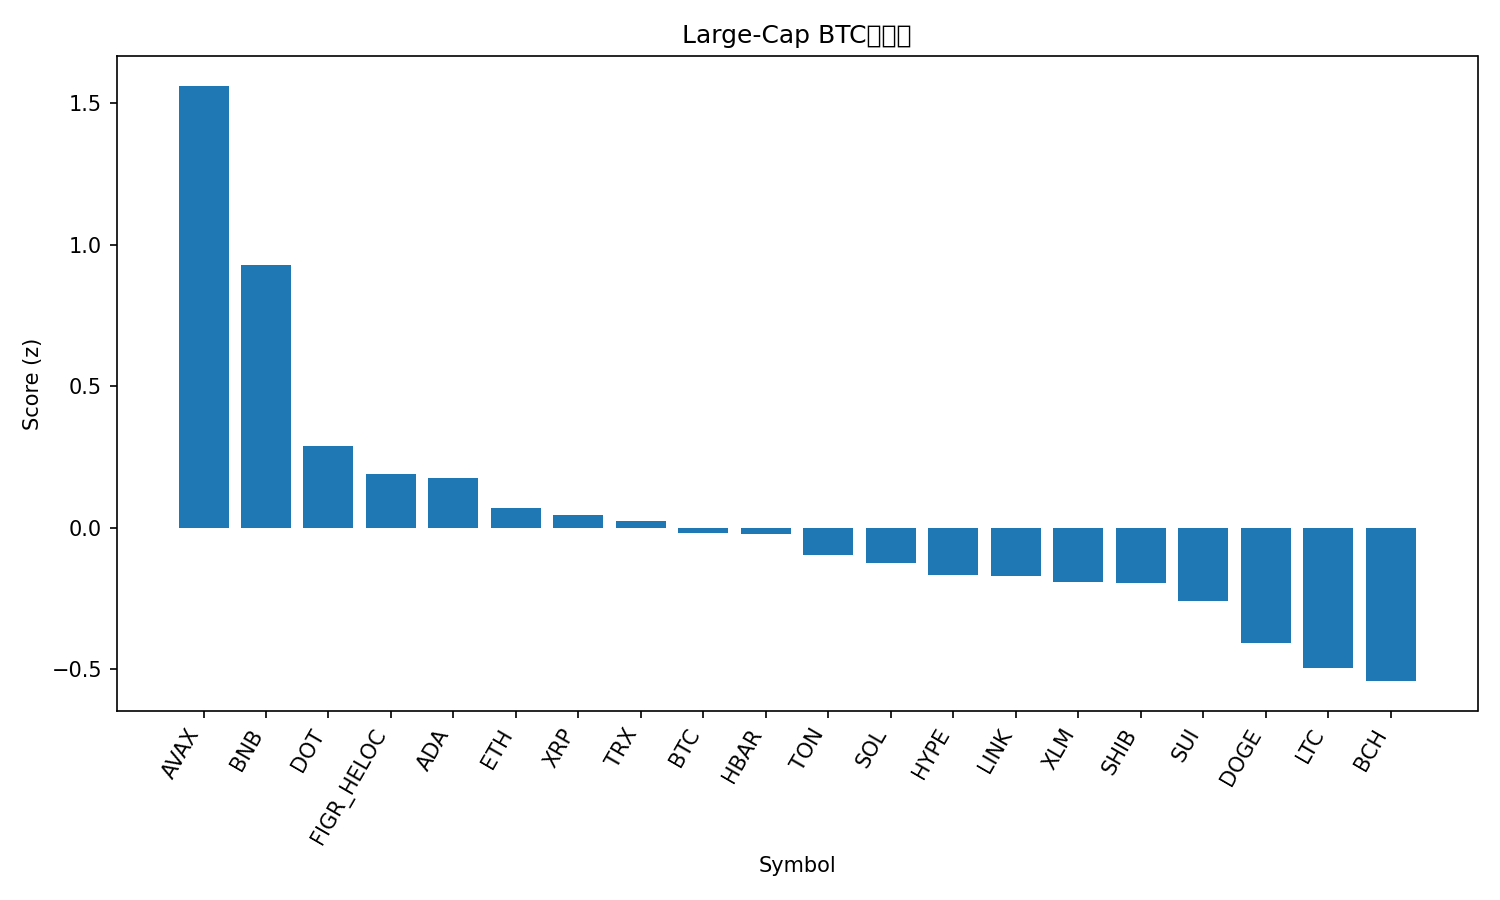 Large-Cap BTC
Score (z)
1.5
1.0
0.5
0.0
−0.5
AVAX
BNB
DOT
FIGR_HELOC
ADA
ETH
XRP
TRX
BTC
HBAR
TON
SOL
HYPE
LINK
XLM
SHIB
SUI
DOGE
LTC
BCH
Symbol